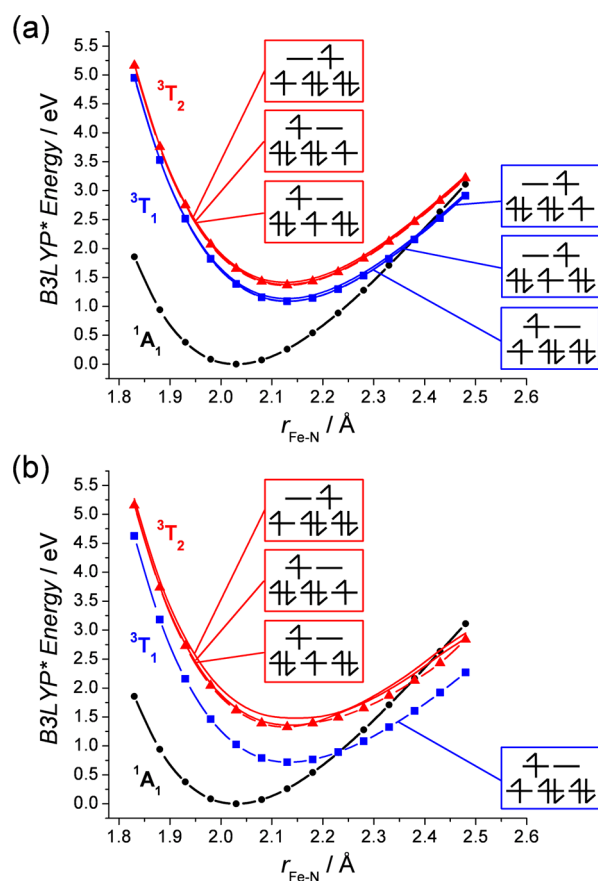 (a)
5.5
5.0
4.5
4.0
3.5
3.0
2.5
2.0
1.5
1.0
0.5
0.0
B3LYP* Energy / eV
³T₂
³T₁
¹A₁
1.8 1.9 2.0 2.1 2.2 2.3 2.4 2.5 2.6
r Fe-N / Å
(b)
5.5
5.0
4.5
4.0
3.5
3.0
2.5
2.0
1.5
1.0
0.5
0.0
B3LYP* Energy / eV
³T₂
³T₁
¹A₁
1.8 1.9 2.0 2.1 2.2 2.3 2.4 2.5 2.6
r Fe-N / Å